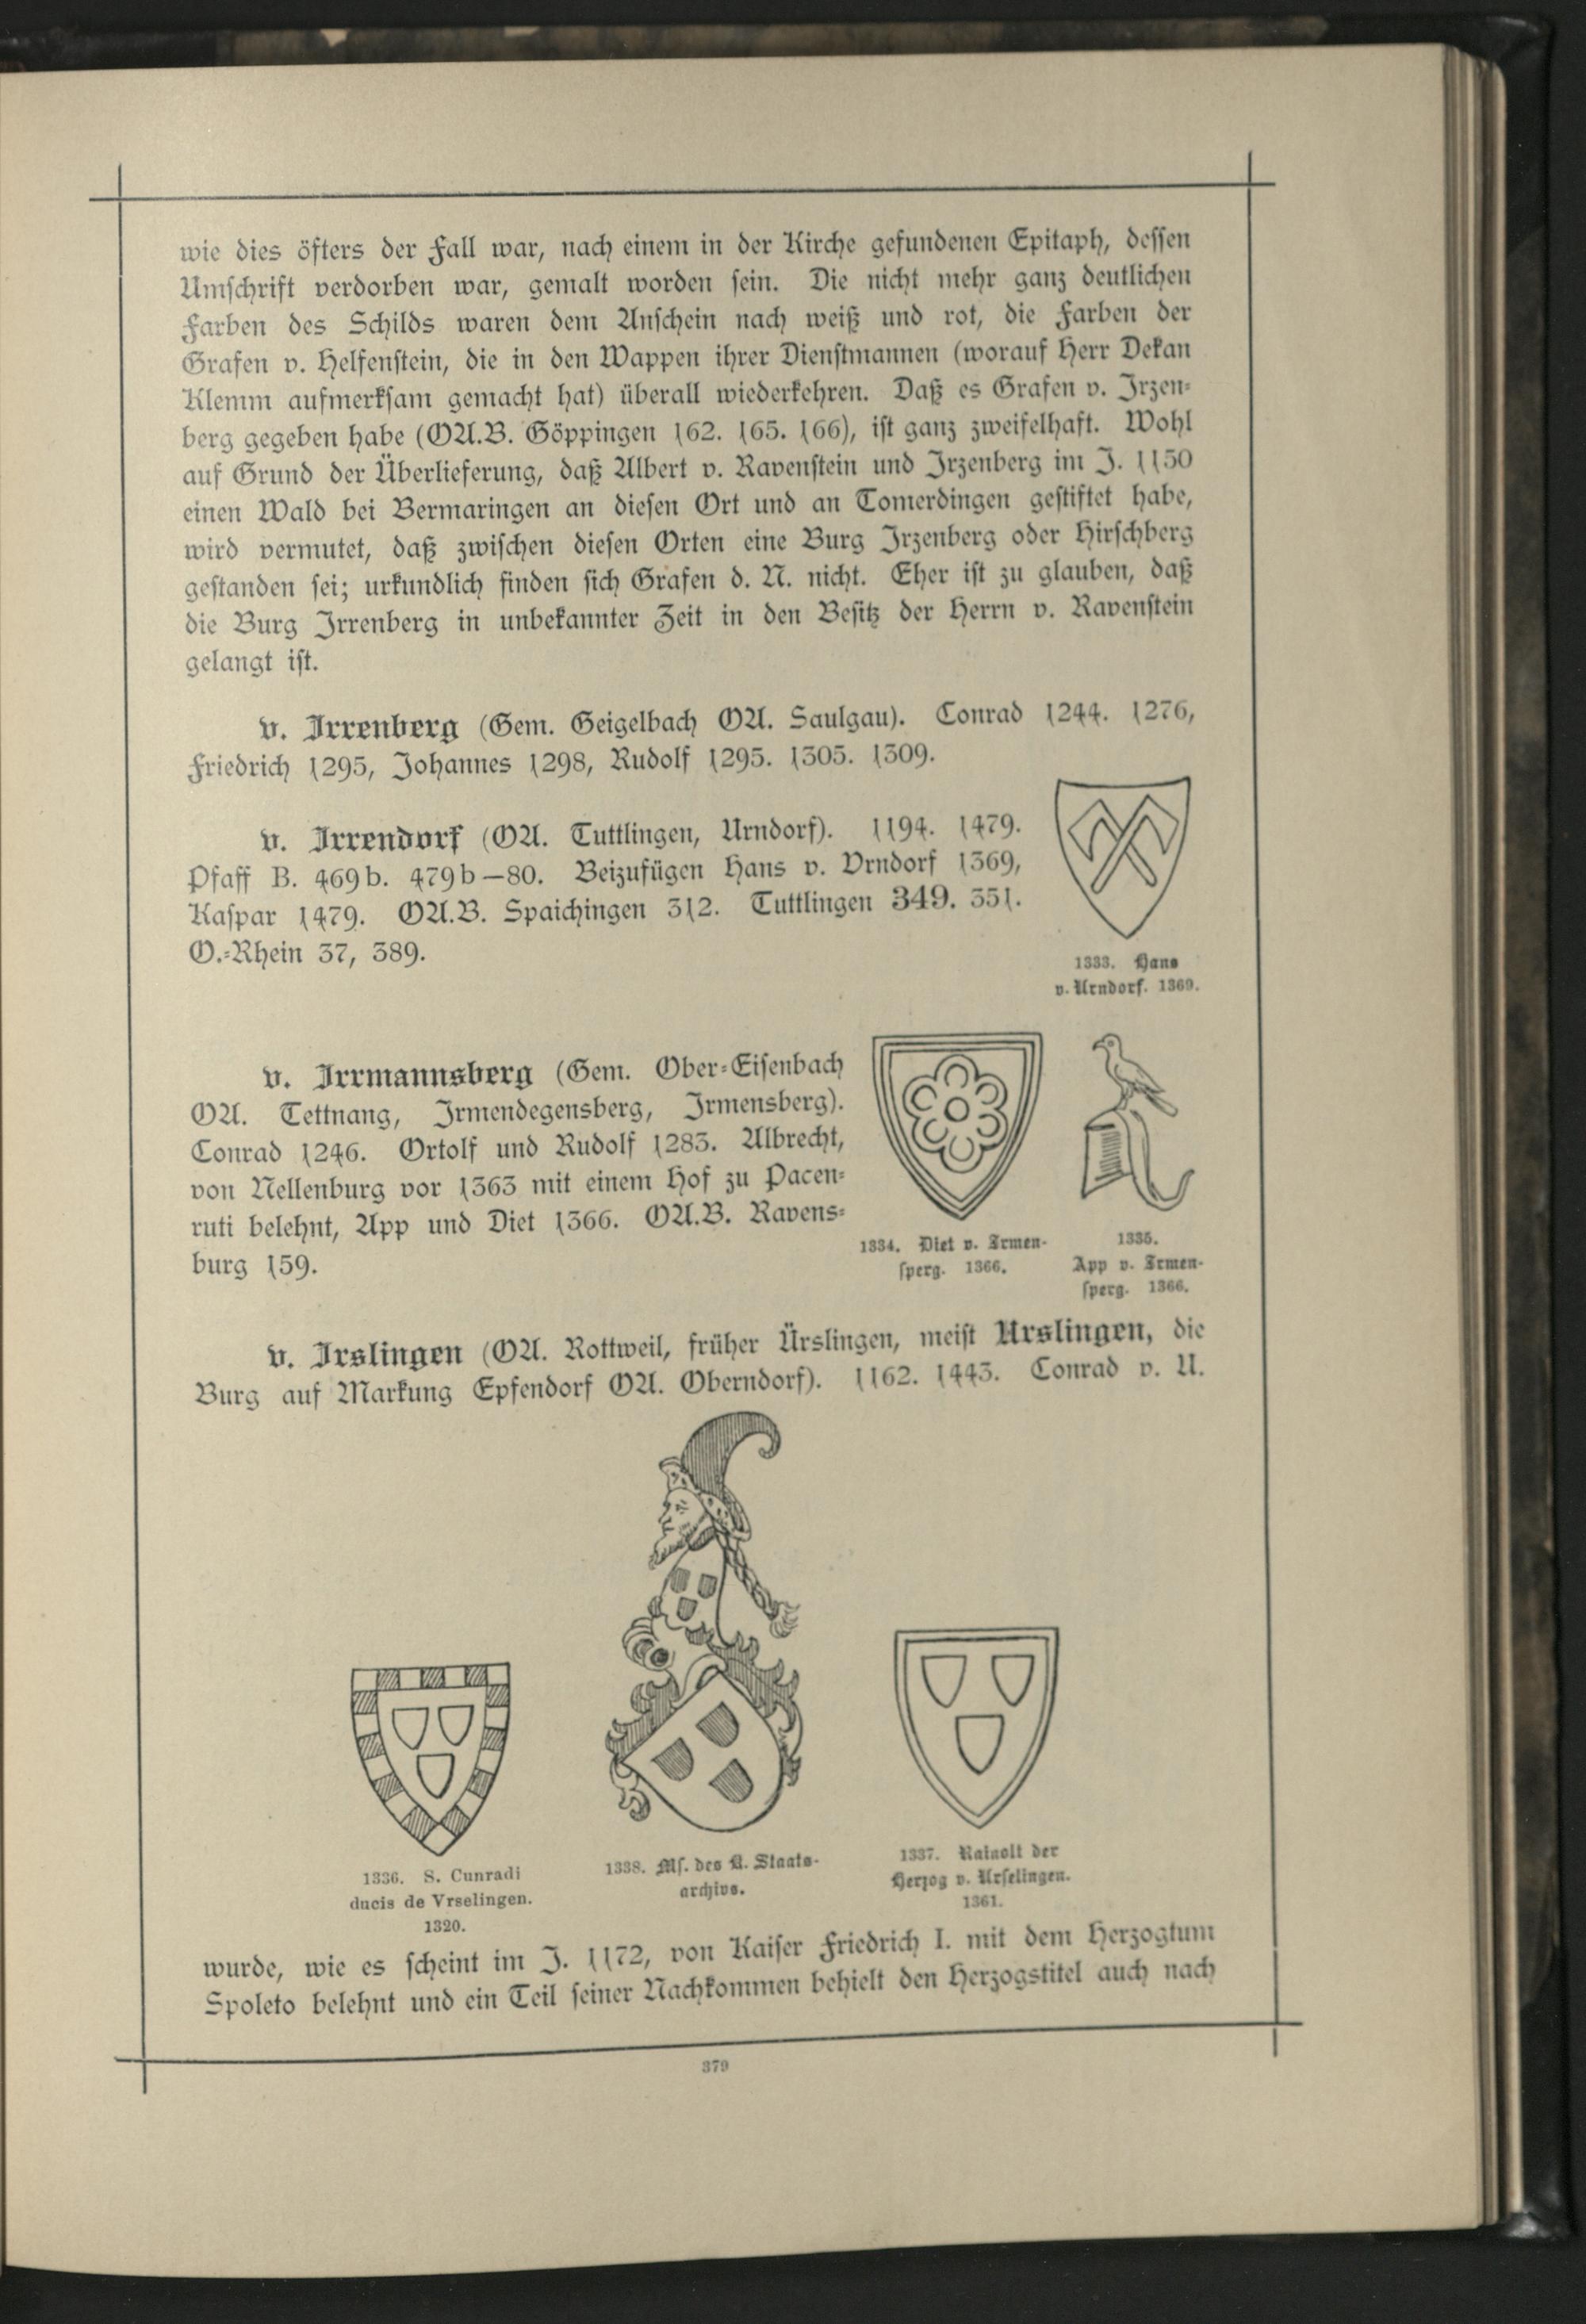 wie dies öfters der Fall war, nach einem in der Kirche gefundenen Epitaph, dessen
Umschrift verdorben war, gemalt worden sein. Die nicht mehr ganz deutlichen
Farben des Schilds waren dem Anschein nach weiß und rot, die Farben der
Grafen v. Helfenstein, die in den Wappen ihrer Dienstmannen (worauf Herr Dekan
Klemm aufmerksam gemacht hat) überall wiederkehren. Daß es Grafen v. Irzen-
berg gegeben habe (OA.B. Göppingen 162. 165. 166), ist ganz zweifelhaft. Wohl
auf Grund der Überlieferung, daß Albert v. Ravenstein und Irzenberg im J. 1150
einen Wald bei Bermaringen an diesen Ort und an Tomerdingen gestiftet habe,
wird vermutet, daß zwischen diesen Orten eine Burg Irzenberg oder Hirschberg
gestanden sei; urkundlich finden sich Grafen d. N. nicht. Eher ist zu glauben, daß
die Burg Irrenberg in unbekannter Zeit in den Besitz der Herrn v. Ravenstein
gelangt ist.
v. Irrenberg (Gem. Geigelbach OA. Saulgau). Conrad 1244. 1276,
Friedrich 1295, Johannes 1298, Rudolf 1295. 1305. 1309.
v. Irrendorf (OA. Tuttlingen, Urndorf). 1194. 1479.
Pfaff B. 469b. 479b—80. Beizufügen Hans v. Vrndorf 1369,
Kaspar 1479. OA.B. Spaichingen 312. Tuttlingen 349. 351.
O.-Rhein 37, 389.
1333. Hans
v. Urndorf. 1369.
v. Irrmannsberg (Gem. Ober-Eisenbach
OA. Tettnang, Irmendegensberg, Irmensberg).
Conrad 1246. Ortolf und Rudolf 1283. Albrecht,
von Nellenburg vor 1363 mit einem Hof zu Pacen-
ruti belehnt, App und Diet 1366. OA.B. Ravens-
burg 159.
1334. Diet v. Irmen-
sperg. 1366.
1335.
App v. Irmen-
sperg. 1366.
v. Irslingen (OA. Rottweil, früher Ürslingen, meist Urslingen, die
Burg auf Markung Epfendorf OA. Oberndorf). 1162. 1443. Conrad v. U.
1336. S. Cunradi
ducis de Vrselingen.
1320.
1338. Ms. des K. Staats-
archivs.
1337. Rainolt der
Herzog v. Urselingen.
1361.
wurde, wie es scheint im J. 1172, von Kaiser Friedrich I. mit dem Herzogtum
Spoleto belehnt und ein Teil seiner Nachkommen behielt den Herzogstitel auch nach
379